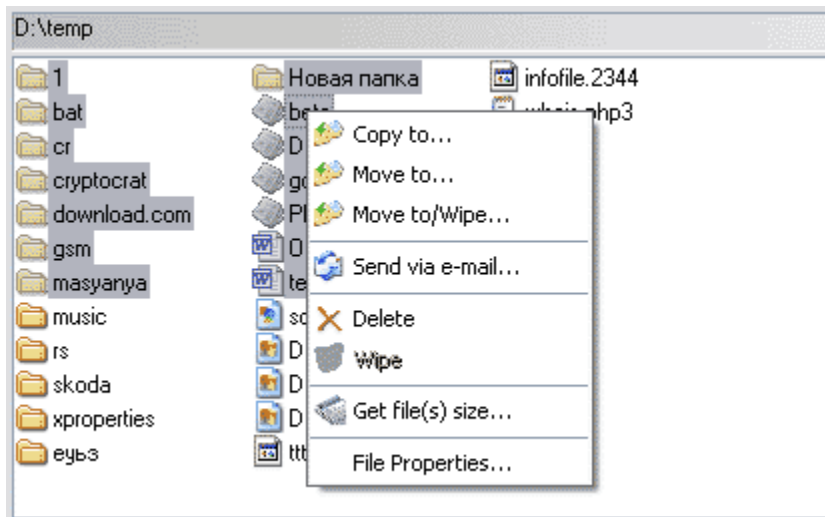 D:\temp
1
bat
cr
cryptocrat
download.com
gsm
masyanya
music
rs
skoda
xproperties
еуьз
Новая папка
infofile.2344
Copy to...
Move to...
Move to/Wipe...
Send via e-mail...
Delete
Wipe
Get file(s) size...
File Properties...